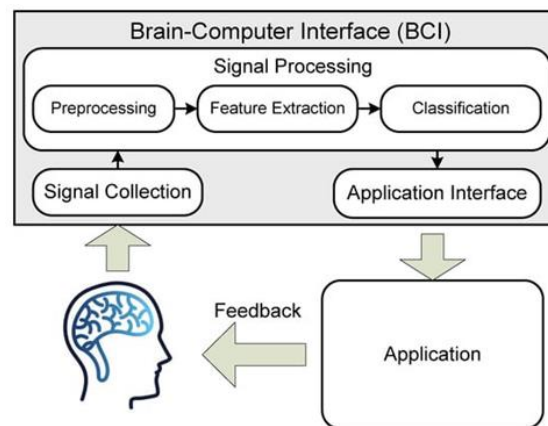 Brain-Computer Interface (BCI)
Signal Processing
Preprocessing
Feature Extraction
Classification
Signal Collection
Application Interface
Feedback
Application